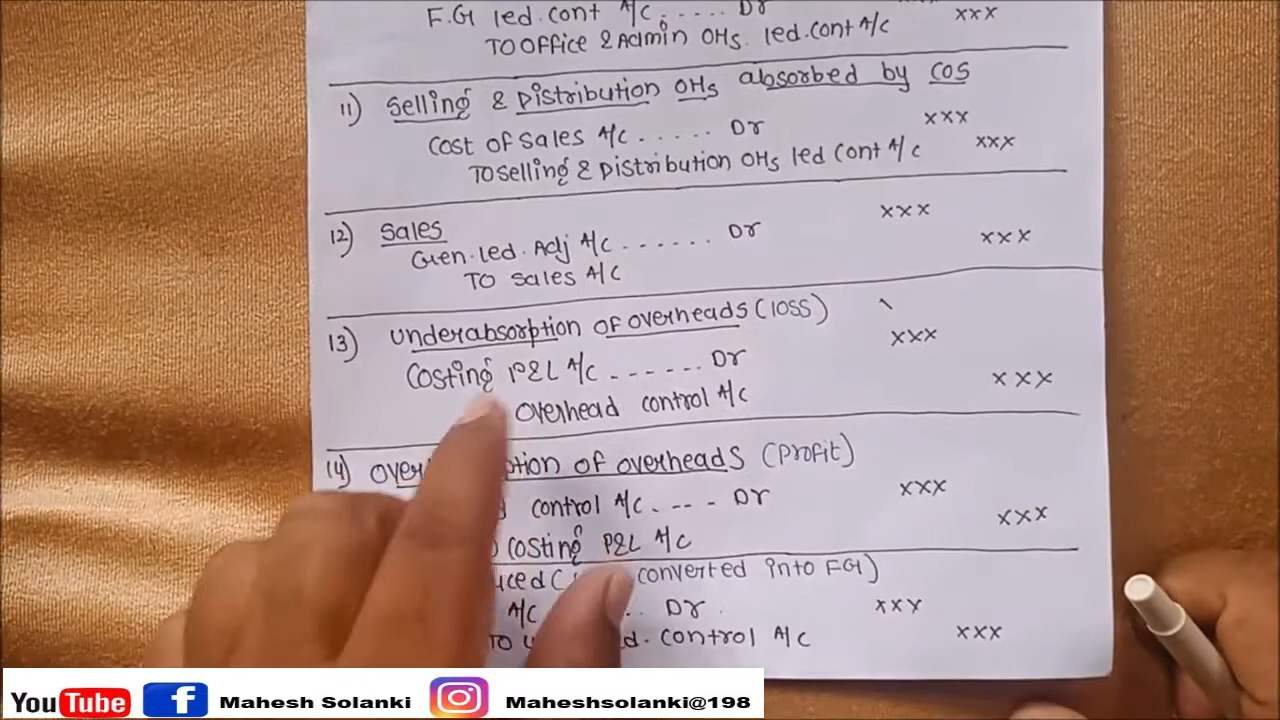 F.G led.cont A/C..... Dr
xxx
TO Office & Admin OHs. led.cont A/C
11) Selling & Distribution OHs absorbed by COS
Cost of sales A/C ..... Dr xxx
TO Selling & Distribution OHs led cont A/C xxx
12) Sales
Gen.led.Adj A/C ...... Dr xxx
TO Sales A/C xxx
13) Underabsorption of overheads (loss)
Costing P&L A/C ------ Dr xxx
overhead control A/C xxx
14) over ption of overheads (Profit)
control A/C. --- Dr xxx
costing P&L A/C xxx
converted into FG)
A/C Dr xxx
TO d. control A/C xxx
YouTube f Mahesh Solanki Maheshsolanki@198